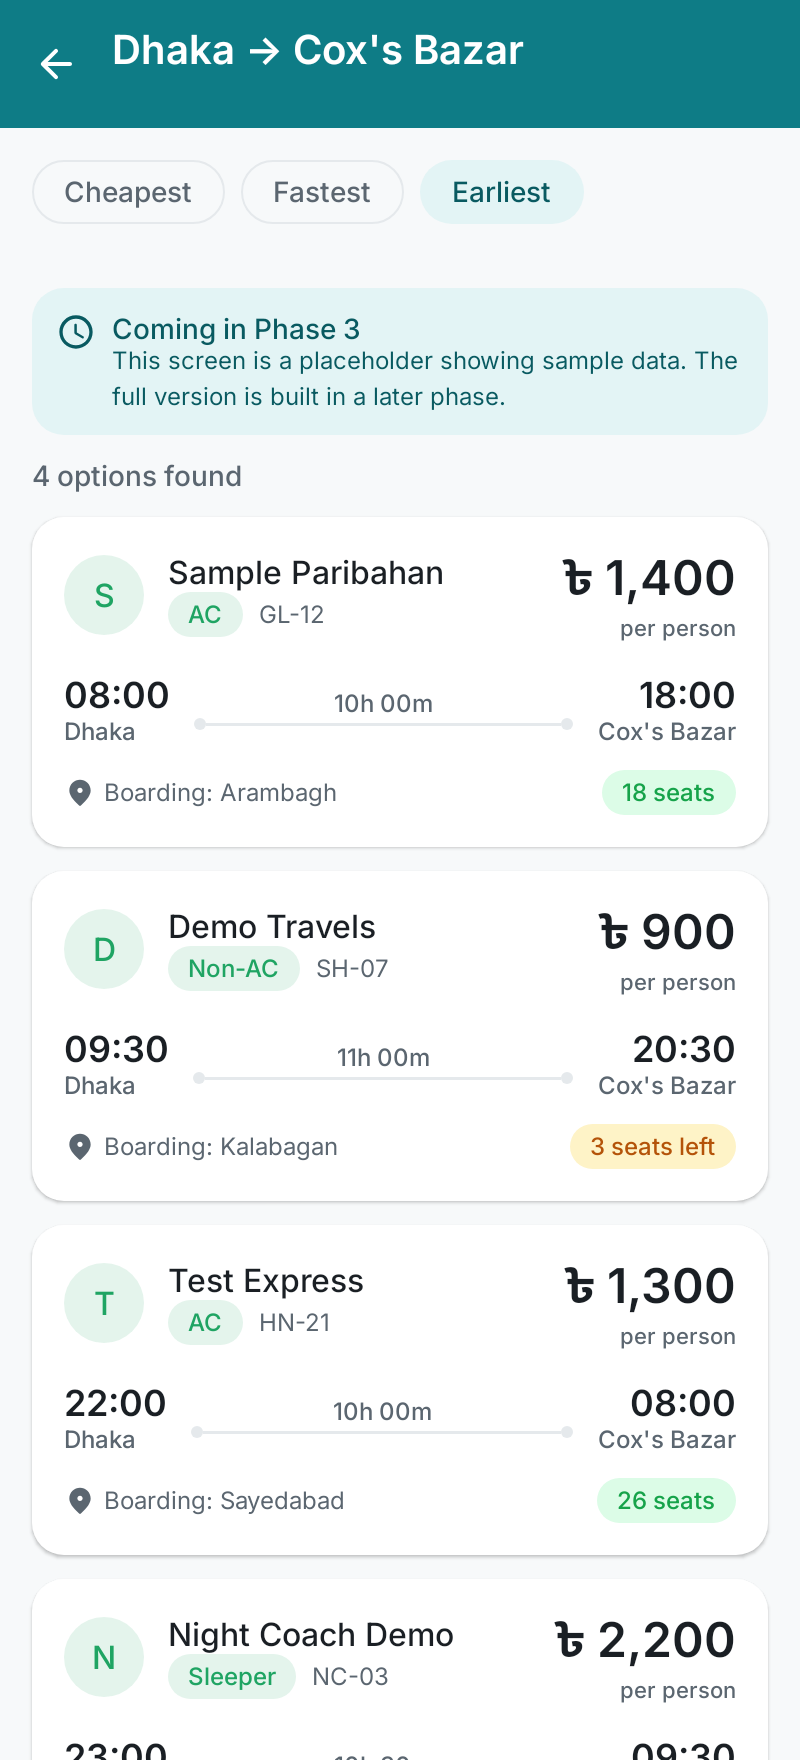 Dhaka → Cox's Bazar
Cheapest Fastest Earliest
Coming in Phase 3
This screen is a placeholder showing sample data. The
full version is built in a later phase.
4 options found
S Sample Paribahan ৳ 1,400
AC GL-12 per person
08:00 10h 00m 18:00
Dhaka Cox's Bazar
Boarding: Arambagh 18 seats
D Demo Travels ৳ 900
Non-AC SH-07 per person
09:30 11h 00m 20:30
Dhaka Cox's Bazar
Boarding: Kalabagan 3 seats left
T Test Express ৳ 1,300
AC HN-21 per person
22:00 10h 00m 08:00
Dhaka Cox's Bazar
Boarding: Sayedabad 26 seats
N Night Coach Demo ৳ 2,200
Sleeper NC-03 per person
23:00 09:30